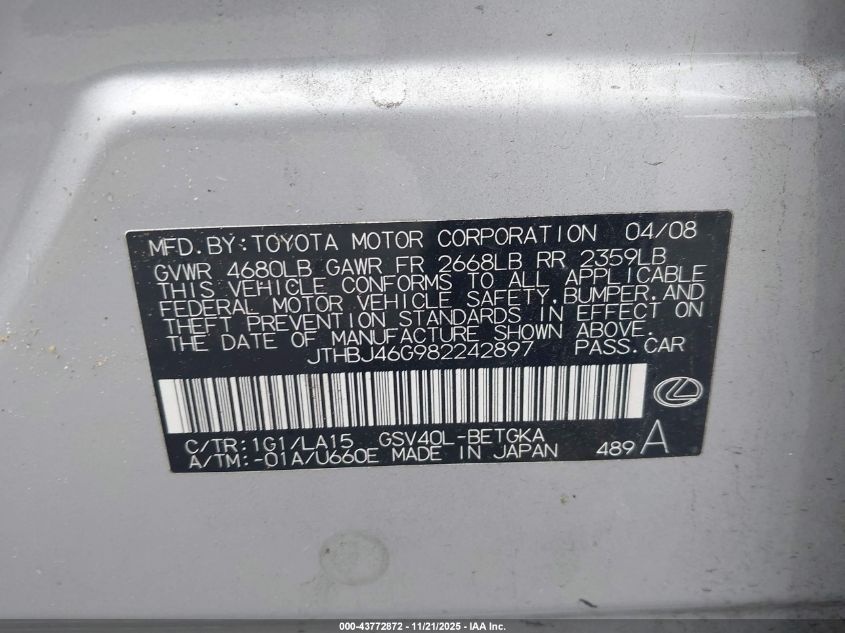 MFD. BY: TOYOTA MOTOR CORPORATION 04/08
GVWR 4680LB GAWR FR 2668LB RR 2359LB
THIS VEHICLE CONFORMS TO ALL APPLICABLE
FEDERAL MOTOR VEHICLE SAFETY, BUMPER, AND
THEFT PREVENTION STANDARDS IN EFFECT ON
THE DATE OF MANUFACTURE SHOWN ABOVE.
JTHBJ46G982242897 PASS. CAR
C/TR: 1G1/LA15 GSV40L-BETGKA
A/TM: -01A/U660E MADE IN JAPAN 489 A
000-43772872 - 11/21/2025 - IAA Inc.